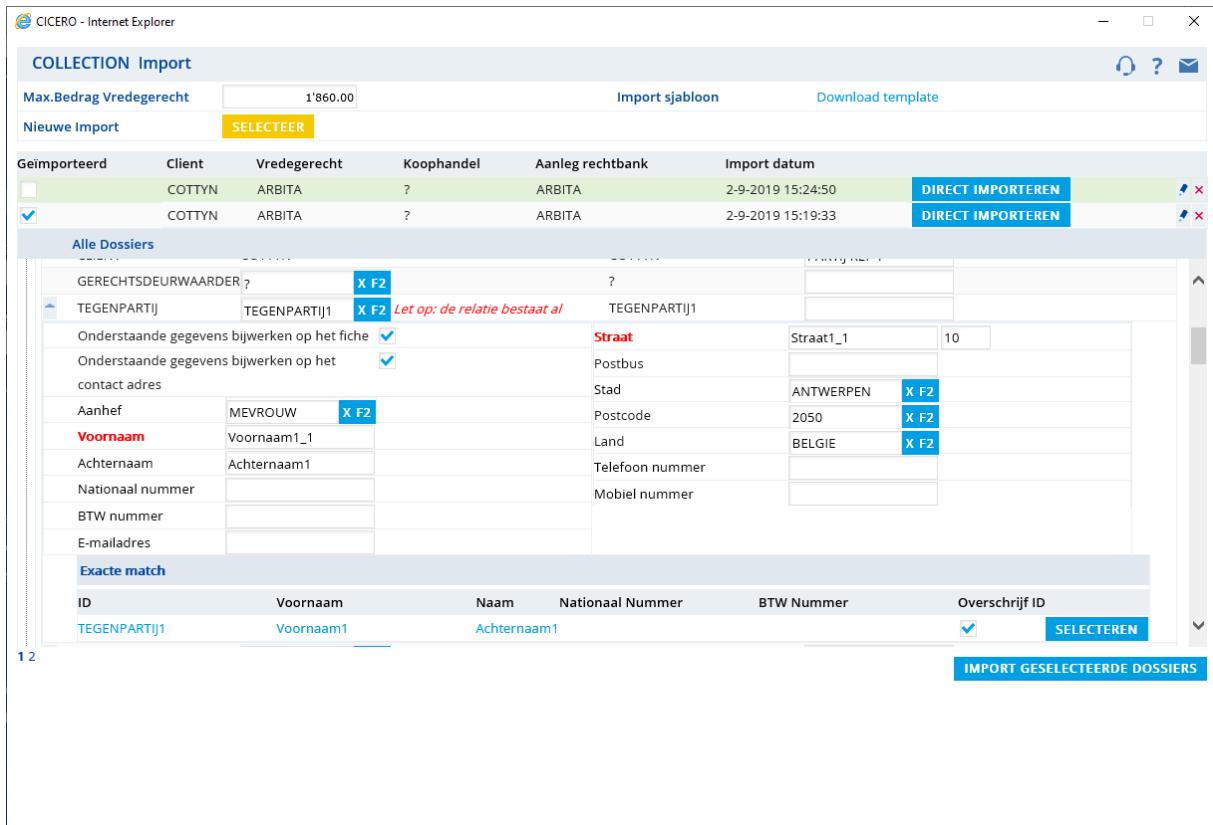 CICERO - Internet Explorer
COLLECTION Import
?
Max.Bedrag Vredegerecht 1'860.00 Import sjabloon Download template
Nieuwe Import SELECTEER
Geïmporteerd Client Vredegerecht Koophandel Aanleg rechtbank Import datum
COTTYN ARBITA ? ARBITA 2-9-2019 15:24:50 DIRECT IMPORTEREN
COTTYN ARBITA ? ARBITA 2-9-2019 15:19:33 DIRECT IMPORTEREN
Alle Dossiers
GERECHTSDEURWAARDER ? X F2 ?
TEGENPARTIJ TEGENPARTIJ1 X F2 Let op: de relatie bestaat al TEGENPARTIJ1
Onderstaande gegevens bijwerken op het fiche
Onderstaande gegevens bijwerken op het
contact adres
Aanhef MEVROUW X F2
Voornaam Voornaam1_1
Achternaam Achternaam1
Nationaal nummer
BTW nummer
E-mailadres
Straat Straat1_1 10
Postbus
Stad ANTWERPEN X F2
Postcode 2050 X F2
Land BELGIE X F2
Telefoon nummer
Mobiel nummer
Exacte match
ID Voornaam Naam Nationaal Nummer BTW Nummer Overschrijf ID
TEGENPARTIJ1 Voornaam1 Achternaam1 SELECTEREN
1 2
IMPORT GESELECTEERDE DOSSIERS